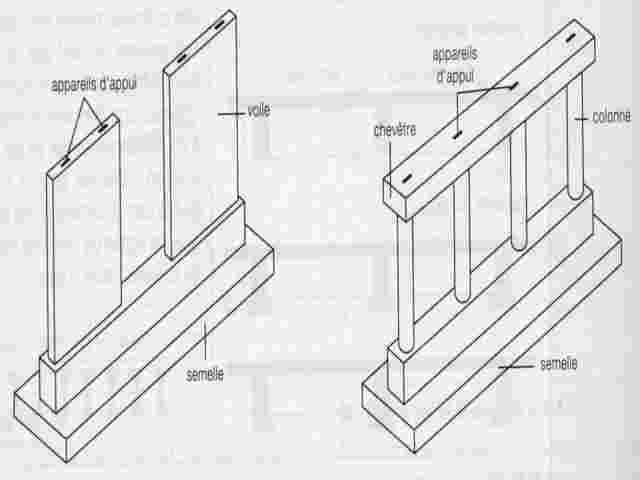 appareils d'appui
voile
semelle
appareils
d'appui
chevêtre
colonne
semelle